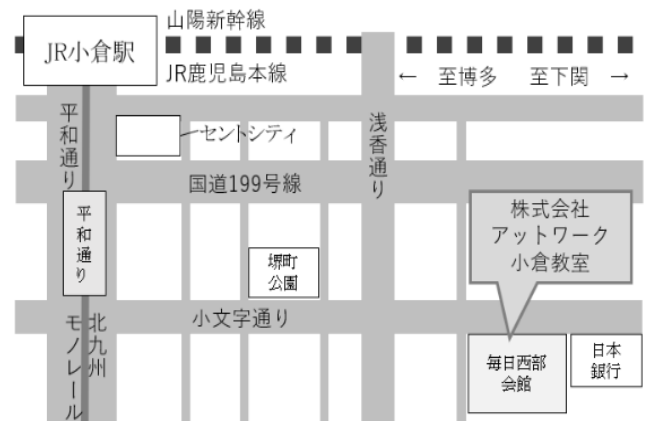 山陽新幹線
JR小倉駅
JR鹿児島本線
← 至博多 至下関 →
平和通り
セントシティ
浅香通り
国道199号線
平和通り
株式会社
アットワーク
小倉教室
堺町
公園
小文字通り
北九州
モノレール
毎日西部
会館
日本
銀行